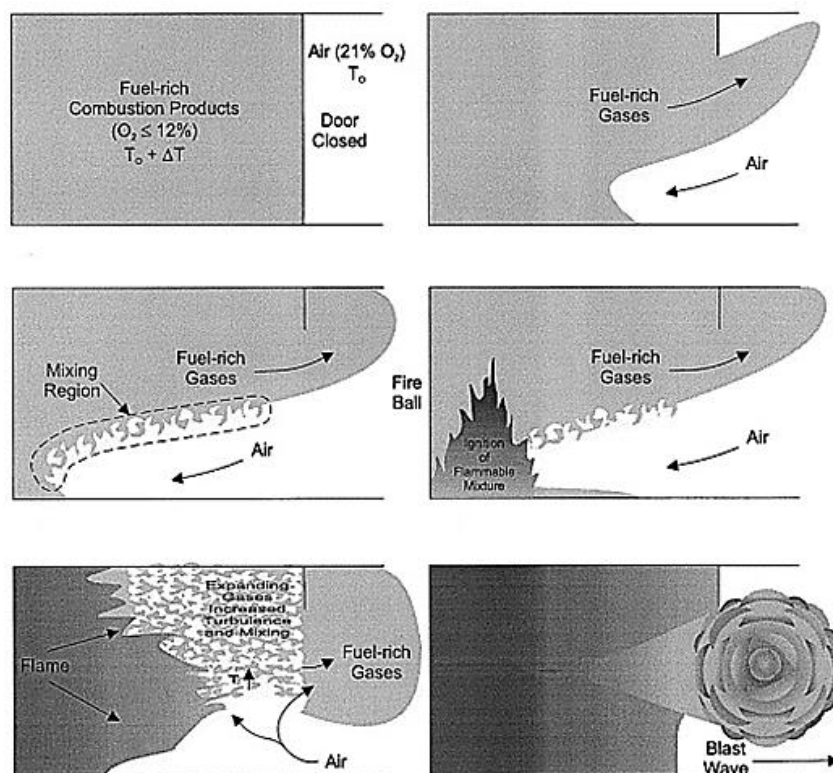 Fuel-rich
Combustion Products
(O₂ ≤ 12%)
T₀ + ΔT
Air (21% O₂)
T₀
Door
Closed
Fuel-rich
Gases
Air
Mixing
Region
Fuel-rich
Gases
Air
Fire
Ball
Fuel-rich
Gases
Ignition
of
Flammable
Mixture
Air
Expanding
Gases
Increased
Turbulence
and Mixing
Flame
Fuel-rich
Gases
Air
Blast
Wave